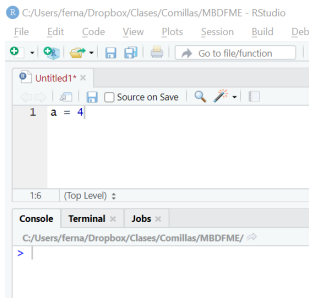 C:/Users/ferna/Dropbox/Clases/Comillas/MBDFME - RStudio
File Edit Code View Plots Session Build Deb
Go to file/function
Untitled1*
Source on Save
1 a = 4
1:6 (Top Level)
Console Terminal Jobs
C:/Users/ferna/Dropbox/Clases/Comillas/MBDFME/
>